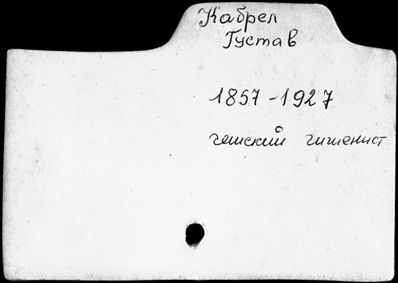 Кабрел
Густав
1857-1927
чешский гигиенист